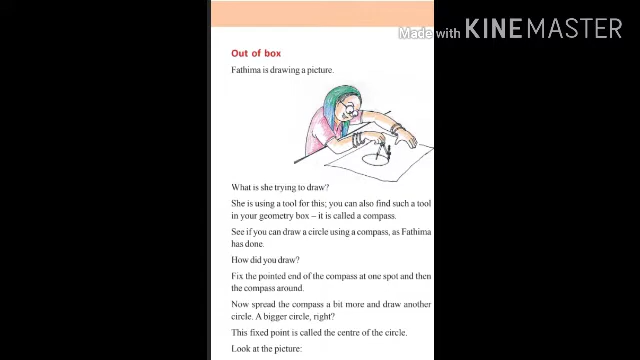 Made with KINEMASTER
Out of box
Fathima is drawing a picture.
What is she trying to draw?
She is using a tool for this; you can also find such a tool
in your geometry box – it is called a compass.
See if you can draw a circle using a compass, as Fathima
has done.
How did you draw?
Fix the pointed end of the compass at one spot and then
the compass around.
Now spread the compass a bit more and draw another
circle. A bigger circle, right?
This fixed point is called the centre of the circle.
Look at the picture: